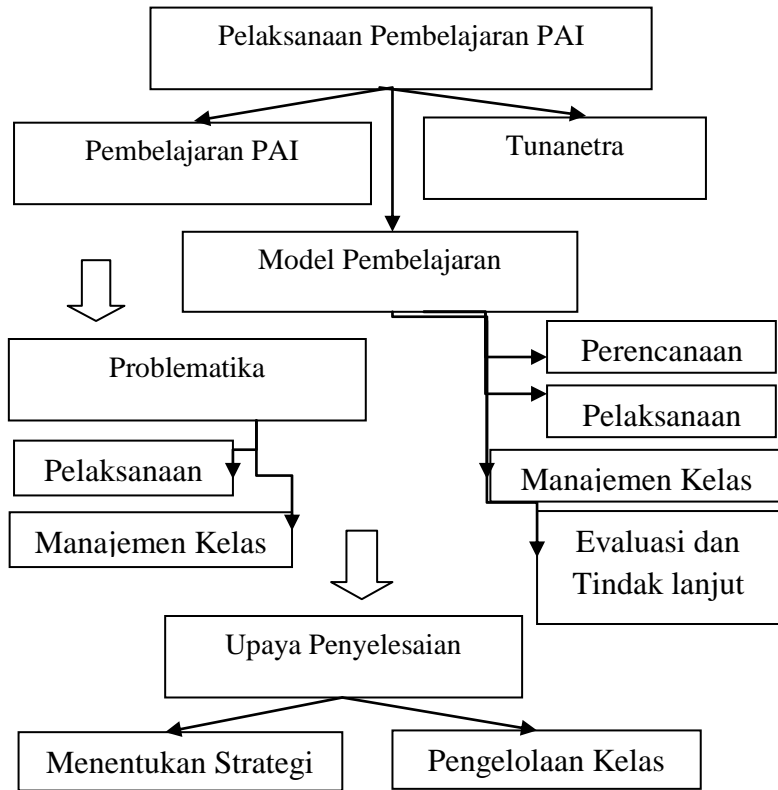 Pelaksanaan Pembelajaran PAI
Pembelajaran PAI
Tunanetra
Model Pembelajaran
Perencanaan
Problematika
Pelaksanaan
Pelaksanaan
Manajemen Kelas
Manajemen Kelas
Evaluasi dan
Tindak lanjut
Upaya Penyelesaian
Menentukan Strategi
Pengelolaan Kelas